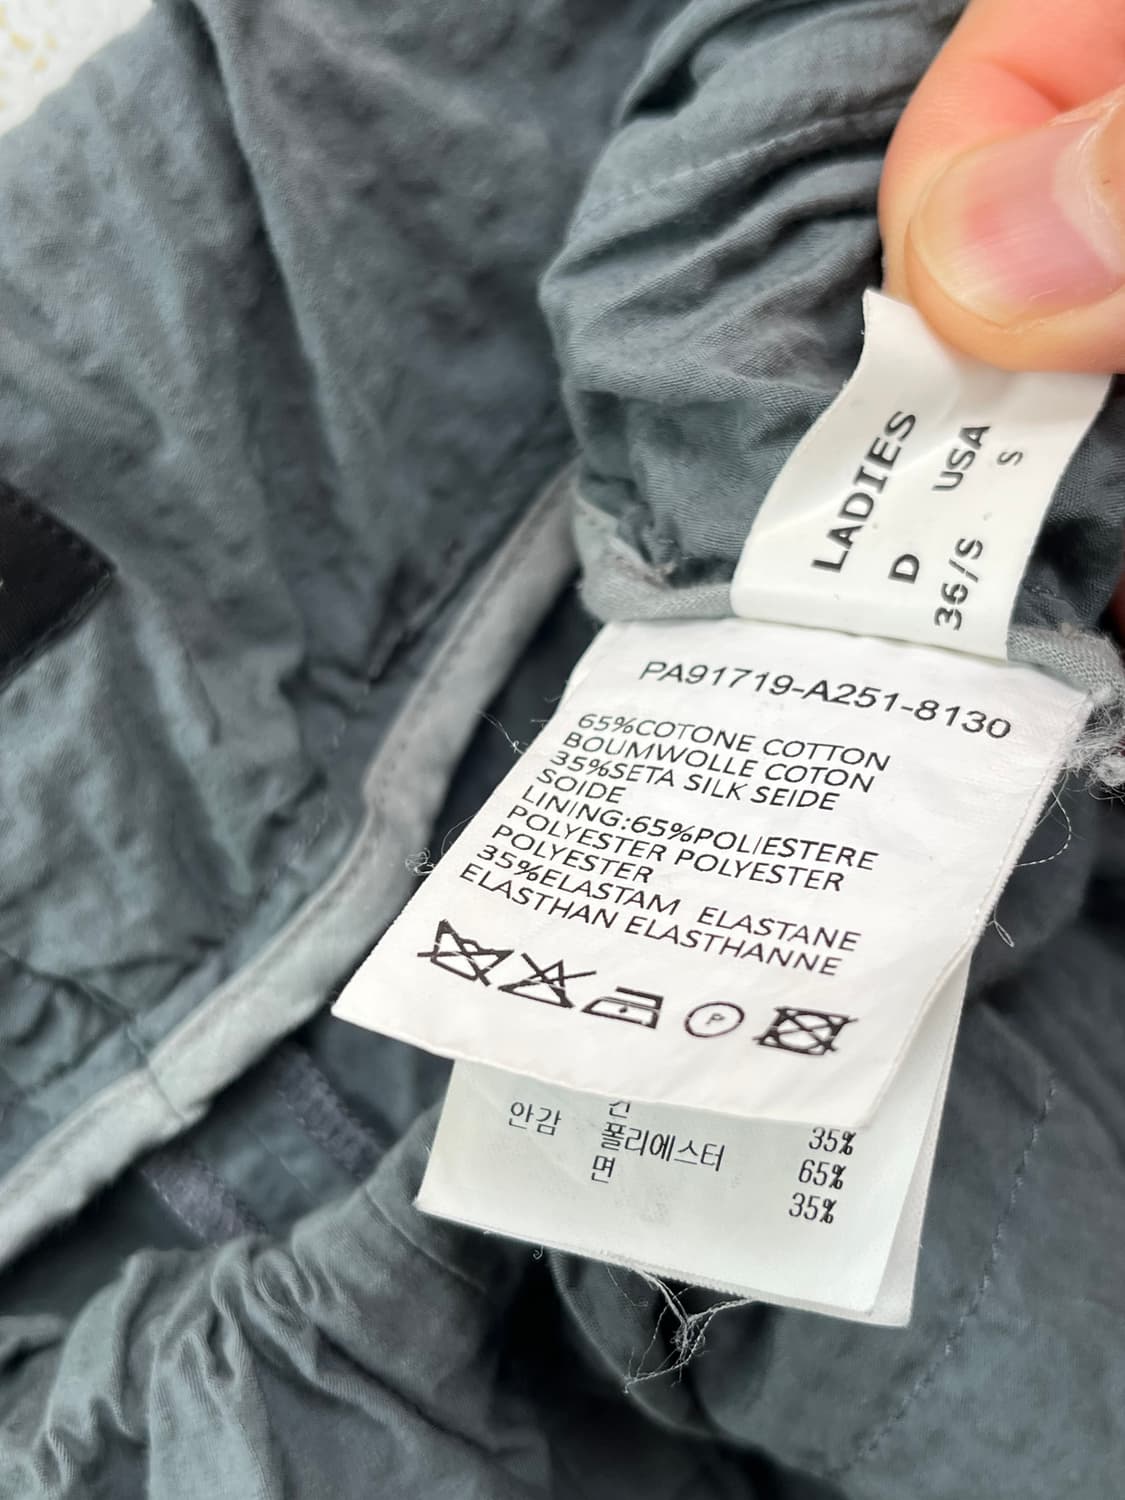 LADIES
D USA
36/S S
PA91719-A251-8130
65%COTONE COTTON
BOUMWOLLE COTON
35%SETA SILK SEIDE
SOIDE
LINING:65%POLIESTERE
POLYESTER POLYESTER
POLYESTER
35%ELASTAM ELASTANE
ELASTHAN ELASTHANNE
P
35%
안감 폴리에스터 65%
면 35%